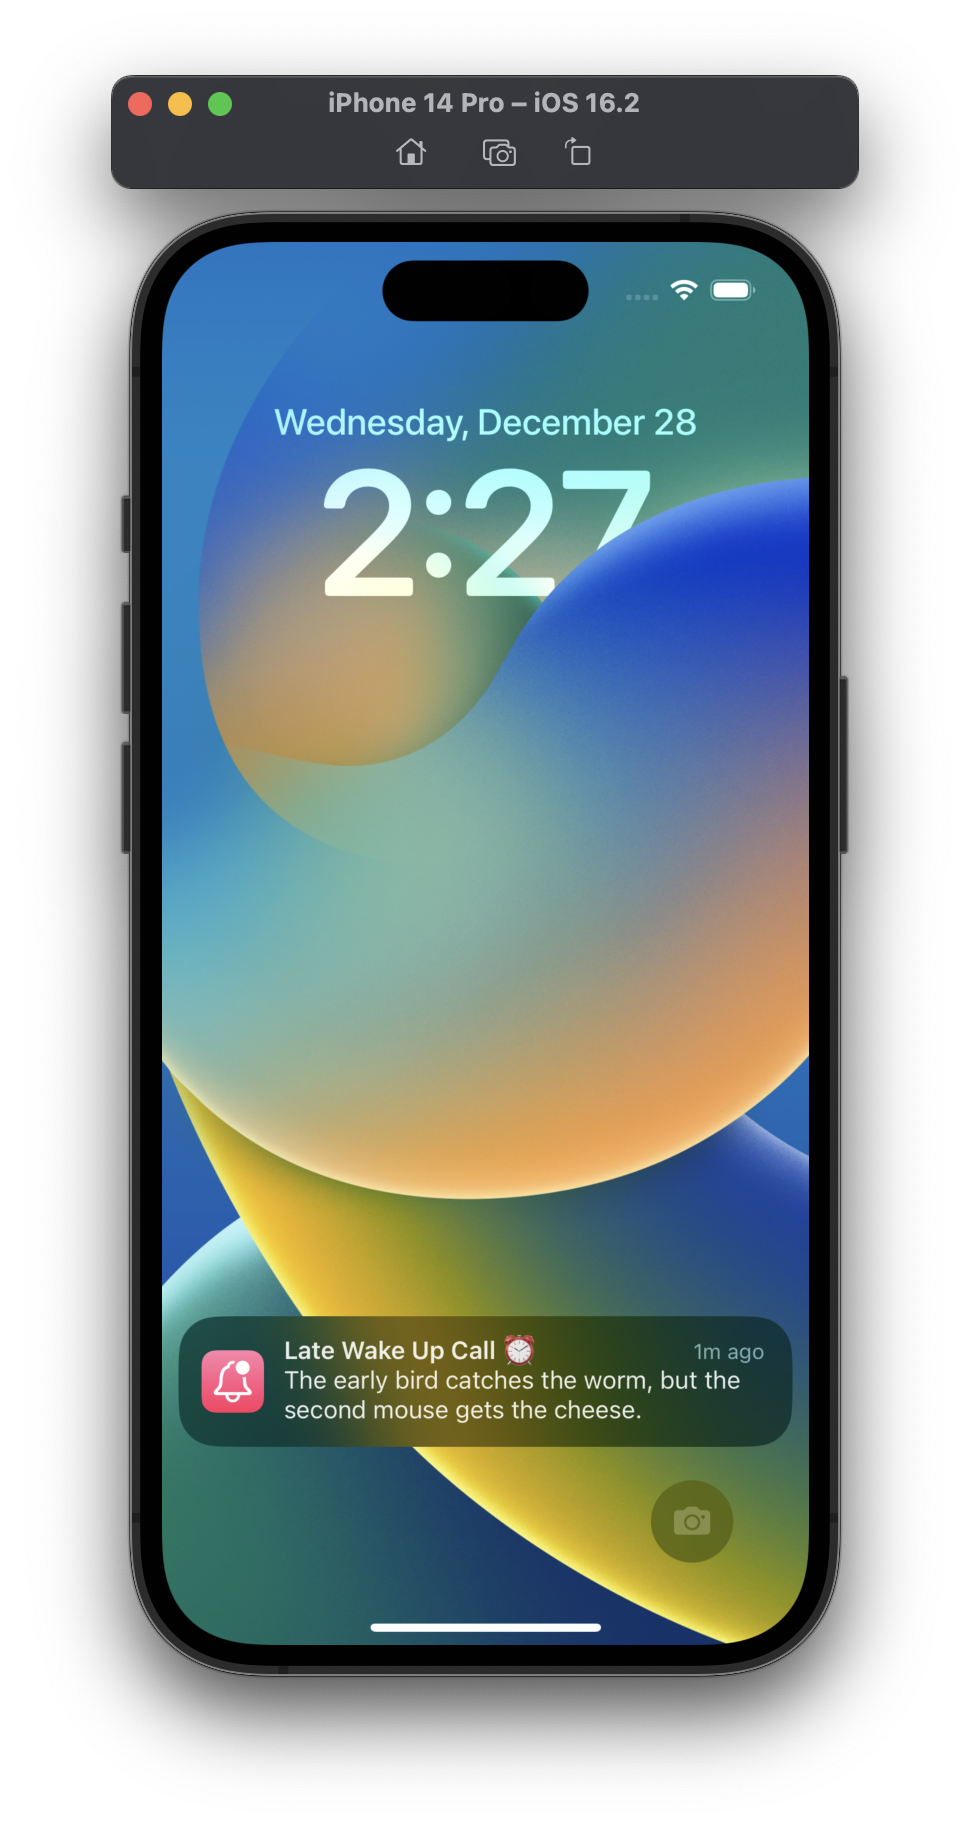 iPhone 14 Pro – iOS 16.2
Wednesday, December 28
2:27
Late Wake Up Call ⏰ 1m ago
The early bird catches the worm, but the
second mouse gets the cheese.